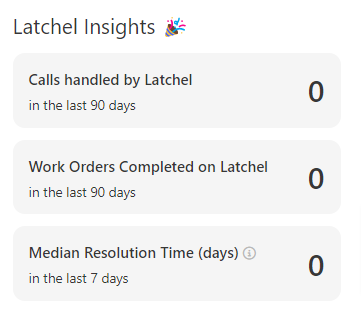 Latchel Insights 🎉
Calls handled by Latchel
in the last 90 days
0
Work Orders Completed on Latchel
in the last 90 days
0
Median Resolution Time (days)
in the last 7 days
0